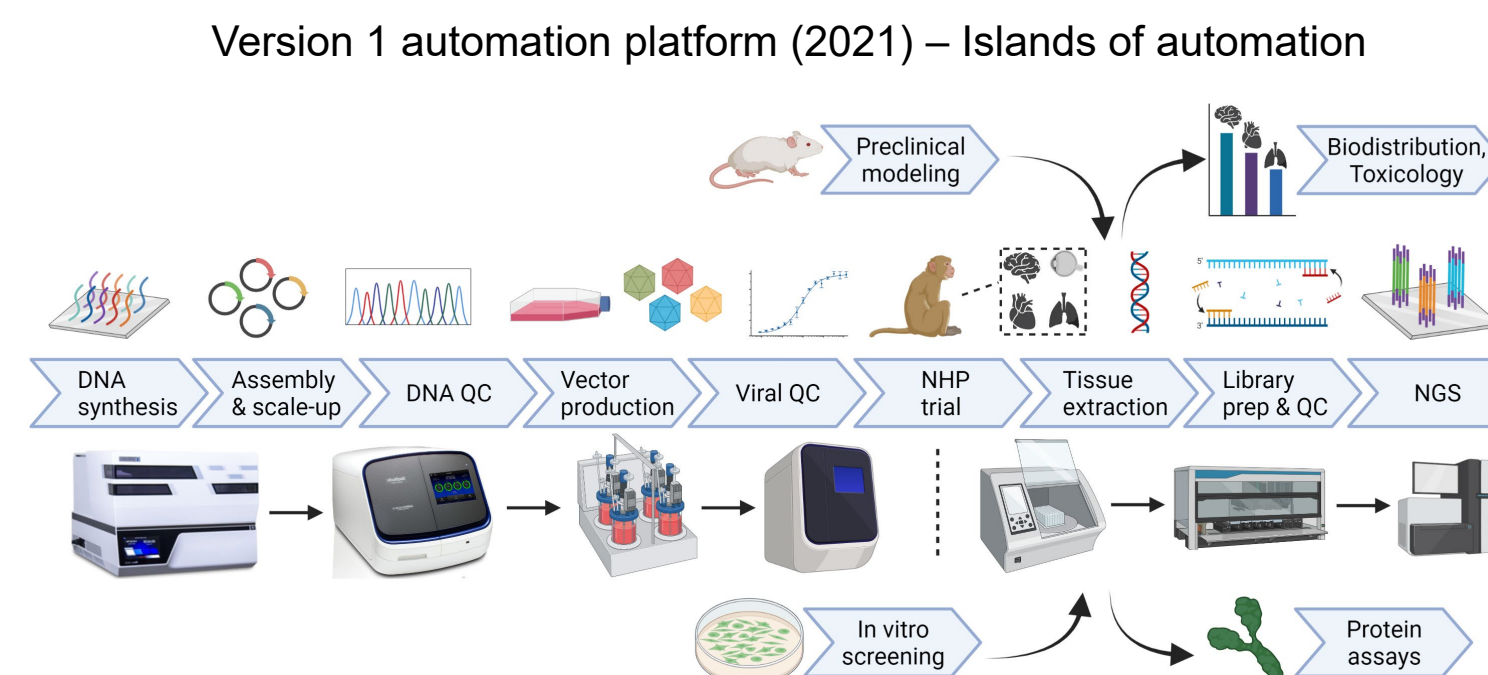 Version 1 automation platform (2021) – Islands of automation
Preclinical
modeling
Biodistribution,
Toxicology
5'
3'
DNA
synthesis
Assembly
& scale-up
DNA QC
Vector
production
Viral QC
NHP
trial
Tissue
extraction
Library
prep & QC
NGS
In vitro
screening
Protein
assays